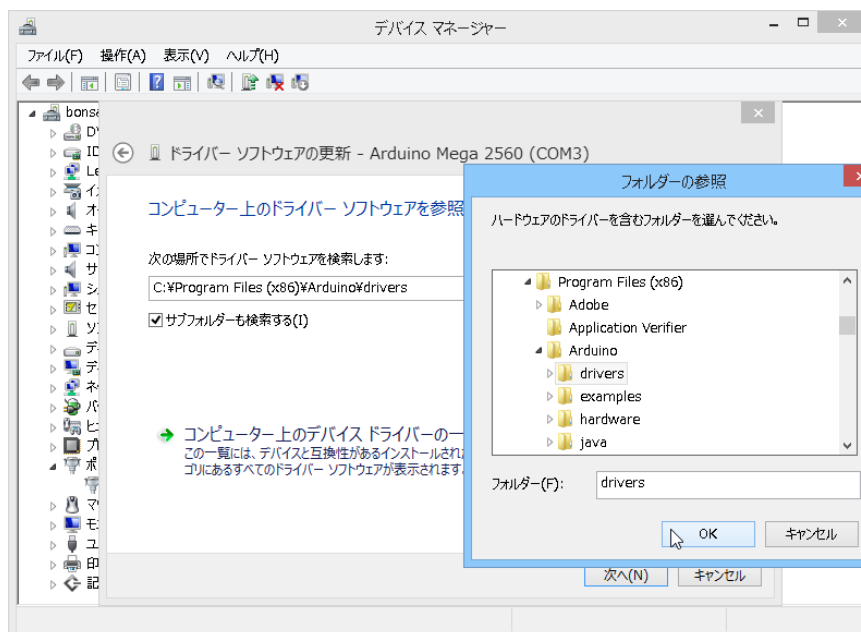 デバイス マネージャー
ファイル(F) 操作(A) 表示(V) ヘルプ(H)
bonsa
ドライバー ソフトウェアの更新 - Arduino Mega 2560 (COM3)
コンピューター上のドライバー ソフトウェアを参照
次の場所でドライバー ソフトウェアを検索します:
C:¥Program Files (x86)¥Arduino¥drivers
サブフォルダーも検索する(I)
コンピューター上のデバイス ドライバーの一
この一覧には、デバイスと互換性があるインストールされ
ゴリにあるすべてのドライバー ソフトウェアが表示されます。
次へ(N) キャンセル
フォルダーの参照
ハードウェアのドライバーを含むフォルダーを選んでください。
Program Files (x86)
Adobe
Application Verifier
Arduino
drivers
examples
hardware
java
フォルダー(F): drivers
OK キャンセル